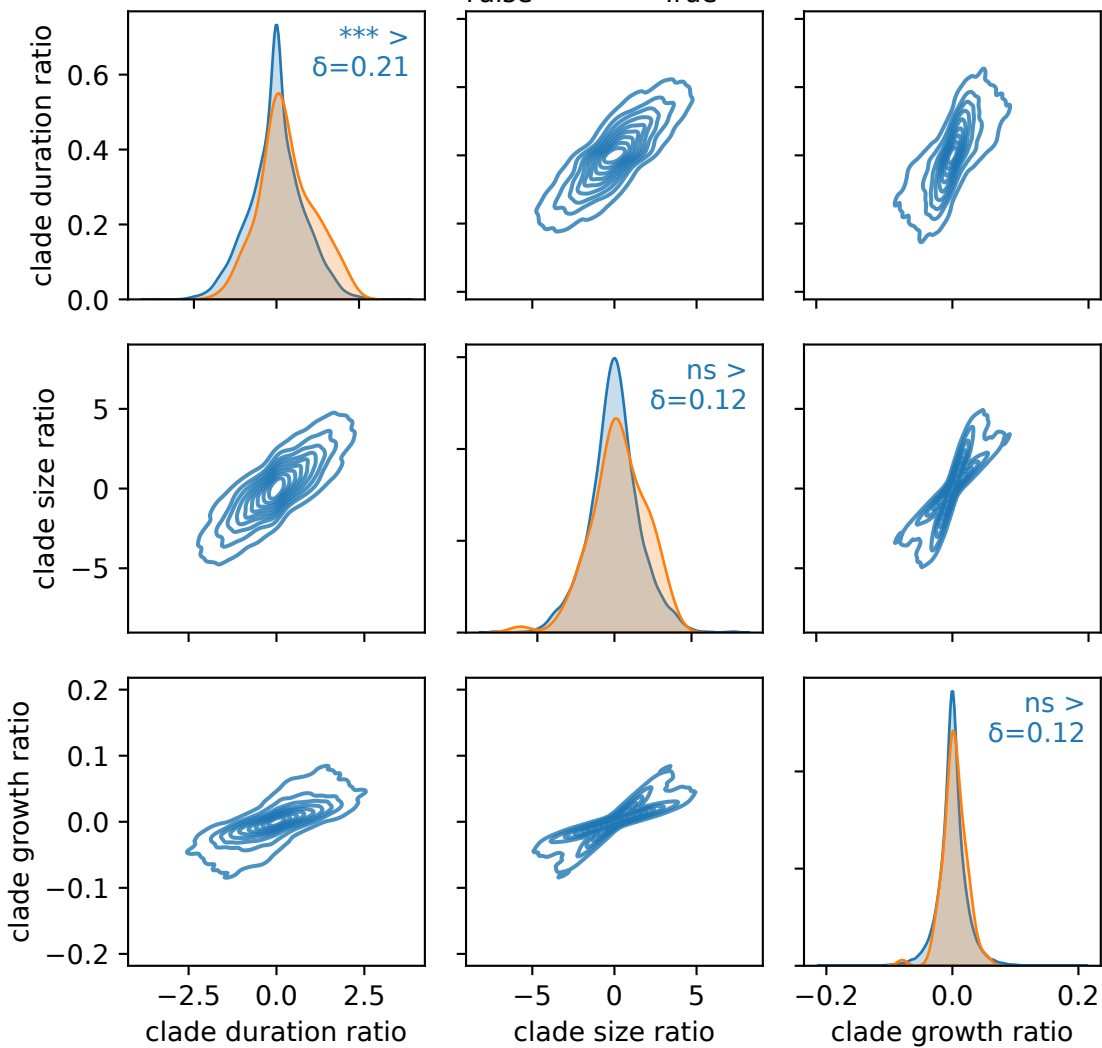 True
clade duration ratio
0.6
0.4
0.2
0.0
*** >
δ=0.21
clade size ratio
5
0
−5
ns >
δ=0.12
clade growth ratio
0.2
0.1
0.0
−0.1
−0.2
ns >
δ=0.12
−2.5 0.0 2.5
clade duration ratio
−5 0 5
clade size ratio
−0.2 0.0 0.2
clade growth ratio